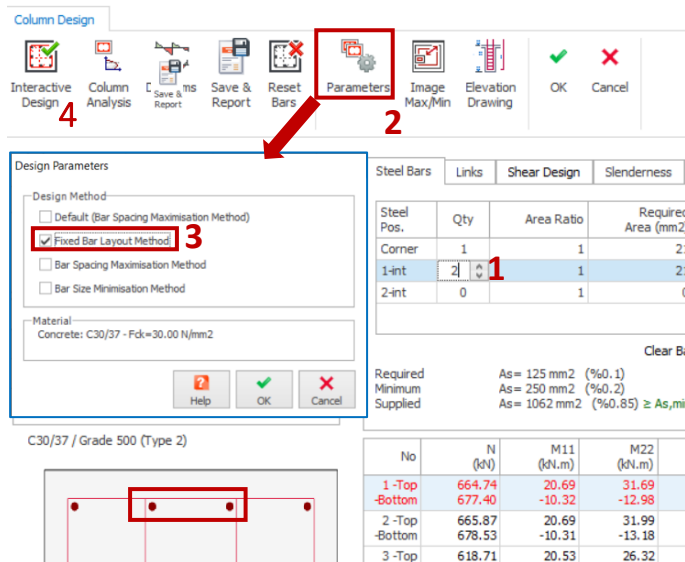 Column Design
Interactive Design
Column Analysis
Save & Report
Save & Report
Reset Bars
Parameters
Image Max/Min
Elevation Drawing
OK
Cancel
4
2
Design Parameters
Design Method
Default (Bar Spacing Maximisation Method)
Fixed Bar Layout Method
3
Bar Spacing Maximisation Method
Bar Size Minimisation Method
Material
Concrete: C30/37 - Fck=30.00 N/mm2
Help
OK
Cancel
Steel Bars Links Shear Design Slenderness
Steel Pos. Qty Area Ratio Required Area (mm2)
Corner 1 1
1-int 2 1
1
2-int 0 1
Clear
Required As= 125 mm2 (%0.1)
Minimum As= 250 mm2 (%0.2)
Supplied As= 1062 mm2 (%0.85) ≥ As,mi
C30/37 / Grade 500 (Type 2)
No N (kN) M11 (kN.m) M22 (kN.m)
1 -Top 664.74 20.69 31.69
-Bottom 677.40 -10.32 -12.98
2 -Top 665.87 20.69 31.99
-Bottom 678.53 -10.31 -13.18
3 -Top 618.71 20.53 26.32